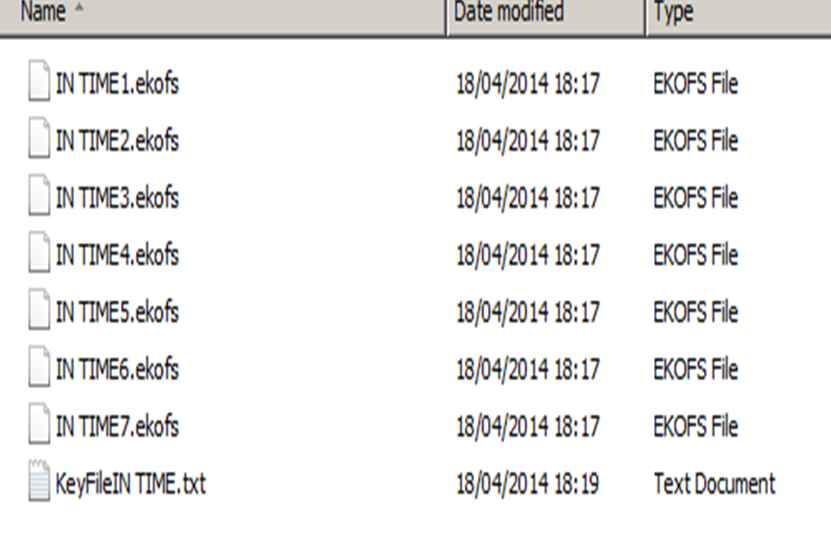 Name Date modified Type
IN TIME1.ekofs 18/04/2014 18:17 EKOFS File
IN TIME2.ekofs 18/04/2014 18:17 EKOFS File
IN TIME3.ekofs 18/04/2014 18:17 EKOFS File
IN TIME4.ekofs 18/04/2014 18:17 EKOFS File
IN TIME5.ekofs 18/04/2014 18:17 EKOFS File
IN TIME6.ekofs 18/04/2014 18:17 EKOFS File
IN TIME7.ekofs 18/04/2014 18:17 EKOFS File
KeyFileIN TIME.txt 18/04/2014 18:19 Text Document